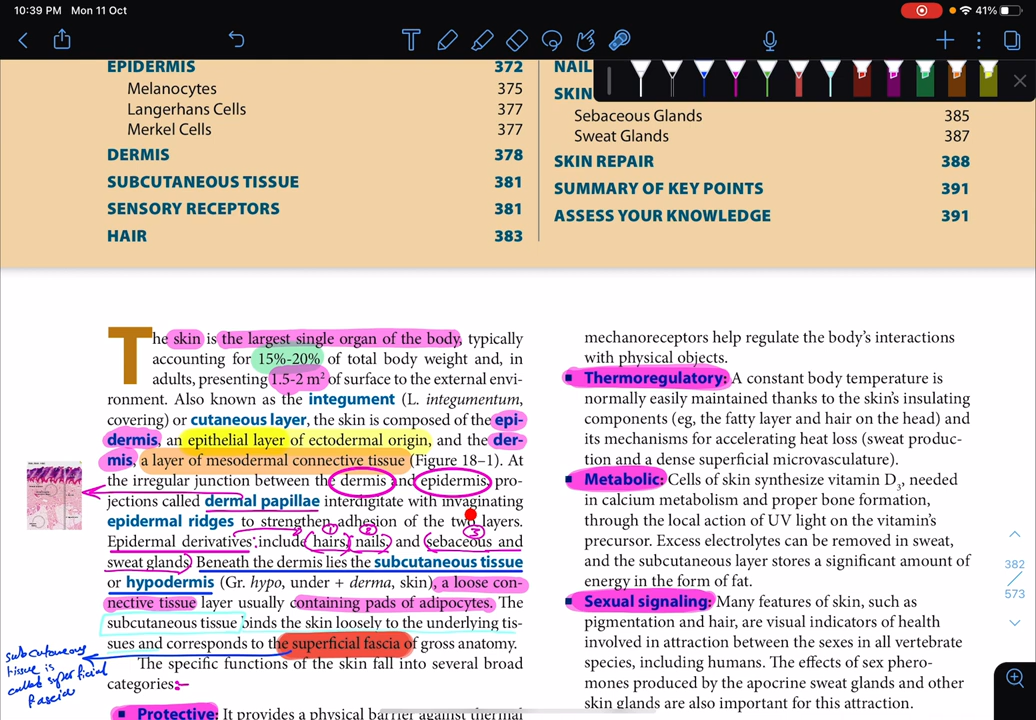 10:39 PM Mon 11 Oct
41%
EPIDERMIS 372
Melanocytes 375
Langerhans Cells 377
Merkel Cells 377
DERMIS 378
SUBCUTANEOUS TISSUE 381
SENSORY RECEPTORS 381
HAIR 383
NAIL
SKIN
Sebaceous Glands 385
Sweat Glands 387
SKIN REPAIR 388
SUMMARY OF KEY POINTS 391
ASSESS YOUR KNOWLEDGE 391
The skin is the largest single organ of the body, typically
accounting for 15%-20% of total body weight and, in
adults, presenting 1.5-2 m² of surface to the external envi-
ronment. Also known as the integument (L. integumentum,
covering) or cutaneous layer, the skin is composed of the epi-
dermis, an epithelial layer of ectodermal origin, and the der-
mis, a layer of mesodermal connective tissue (Figure 18–1). At
the irregular junction between the dermis and epidermis, pro-
jections called dermal papillae interdigitate with invaginating
epidermal ridges to strengthen adhesion of the two layers.
① ② ③
Epidermal derivatives: include hairs, nails, and sebaceous and
sweat glands. Beneath the dermis lies the subcutaneous tissue
or hypodermis (Gr. hypo, under + derma, skin), a loose con-
nective tissue layer usually containing pads of adipocytes. The
subcutaneous tissue binds the skin loosely to the underlying tis-
sues and corresponds to the superficial fascia of gross anatomy.
subcutaneous
tissue is
called superficial
fascia
The specific functions of the skin fall into several broad
categories:-
■ Protective: It provides a physical barrier against thermal
mechanoreceptors help regulate the body's interactions
with physical objects.
■ Thermoregulatory: A constant body temperature is
normally easily maintained thanks to the skin's insulating
components (eg, the fatty layer and hair on the head) and
its mechanisms for accelerating heat loss (sweat produc-
tion and a dense superficial microvasculature).
■ Metabolic: Cells of skin synthesize vitamin D₃, needed
in calcium metabolism and proper bone formation,
through the local action of UV light on the vitamin's
precursor. Excess electrolytes can be removed in sweat,
and the subcutaneous layer stores a significant amount of
energy in the form of fat.
■ Sexual signaling: Many features of skin, such as
pigmentation and hair, are visual indicators of health
involved in attraction between the sexes in all vertebrate
species, including humans. The effects of sex phero-
mones produced by the apocrine sweat glands and other
skin glands are also important for this attraction.
382
573